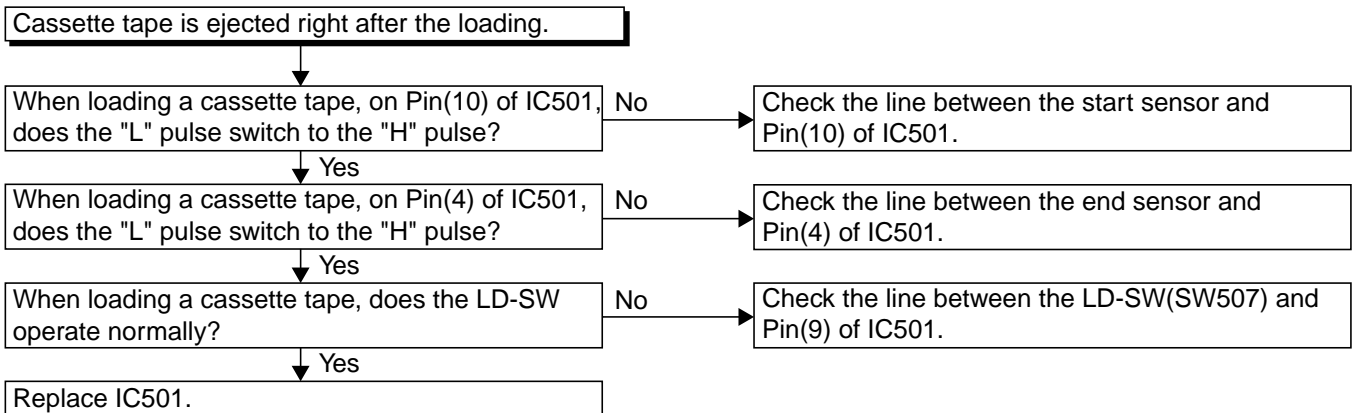 Cassette tape is ejected right after the loading.
When loading a cassette tape, on Pin(10) of IC501,
does the "L" pulse switch to the "H" pulse?
No
Check the line between the start sensor and
Pin(10) of IC501.
Yes
When loading a cassette tape, on Pin(4) of IC501,
does the "L" pulse switch to the "H" pulse?
No
Check the line between the end sensor and
Pin(4) of IC501.
Yes
When loading a cassette tape, does the LD-SW
operate normally?
No
Check the line between the LD-SW(SW507) and
Pin(9) of IC501.
Yes
Replace IC501.